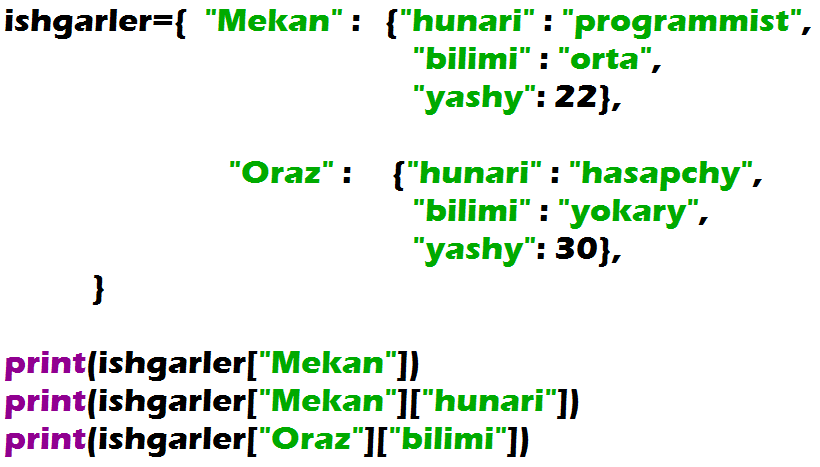 ishgarler={ "Mekan" : {"hunari" : "programmist",
"bilimi" : "orta",
"yashy": 22},
"Oraz" : {"hunari" : "hasapchy",
"bilimi" : "yokary",
"yashy": 30},
}
print(ishgarler["Mekan"])
print(ishgarler["Mekan"]["hunari"])
print(ishgarler["Oraz"]["bilimi"])